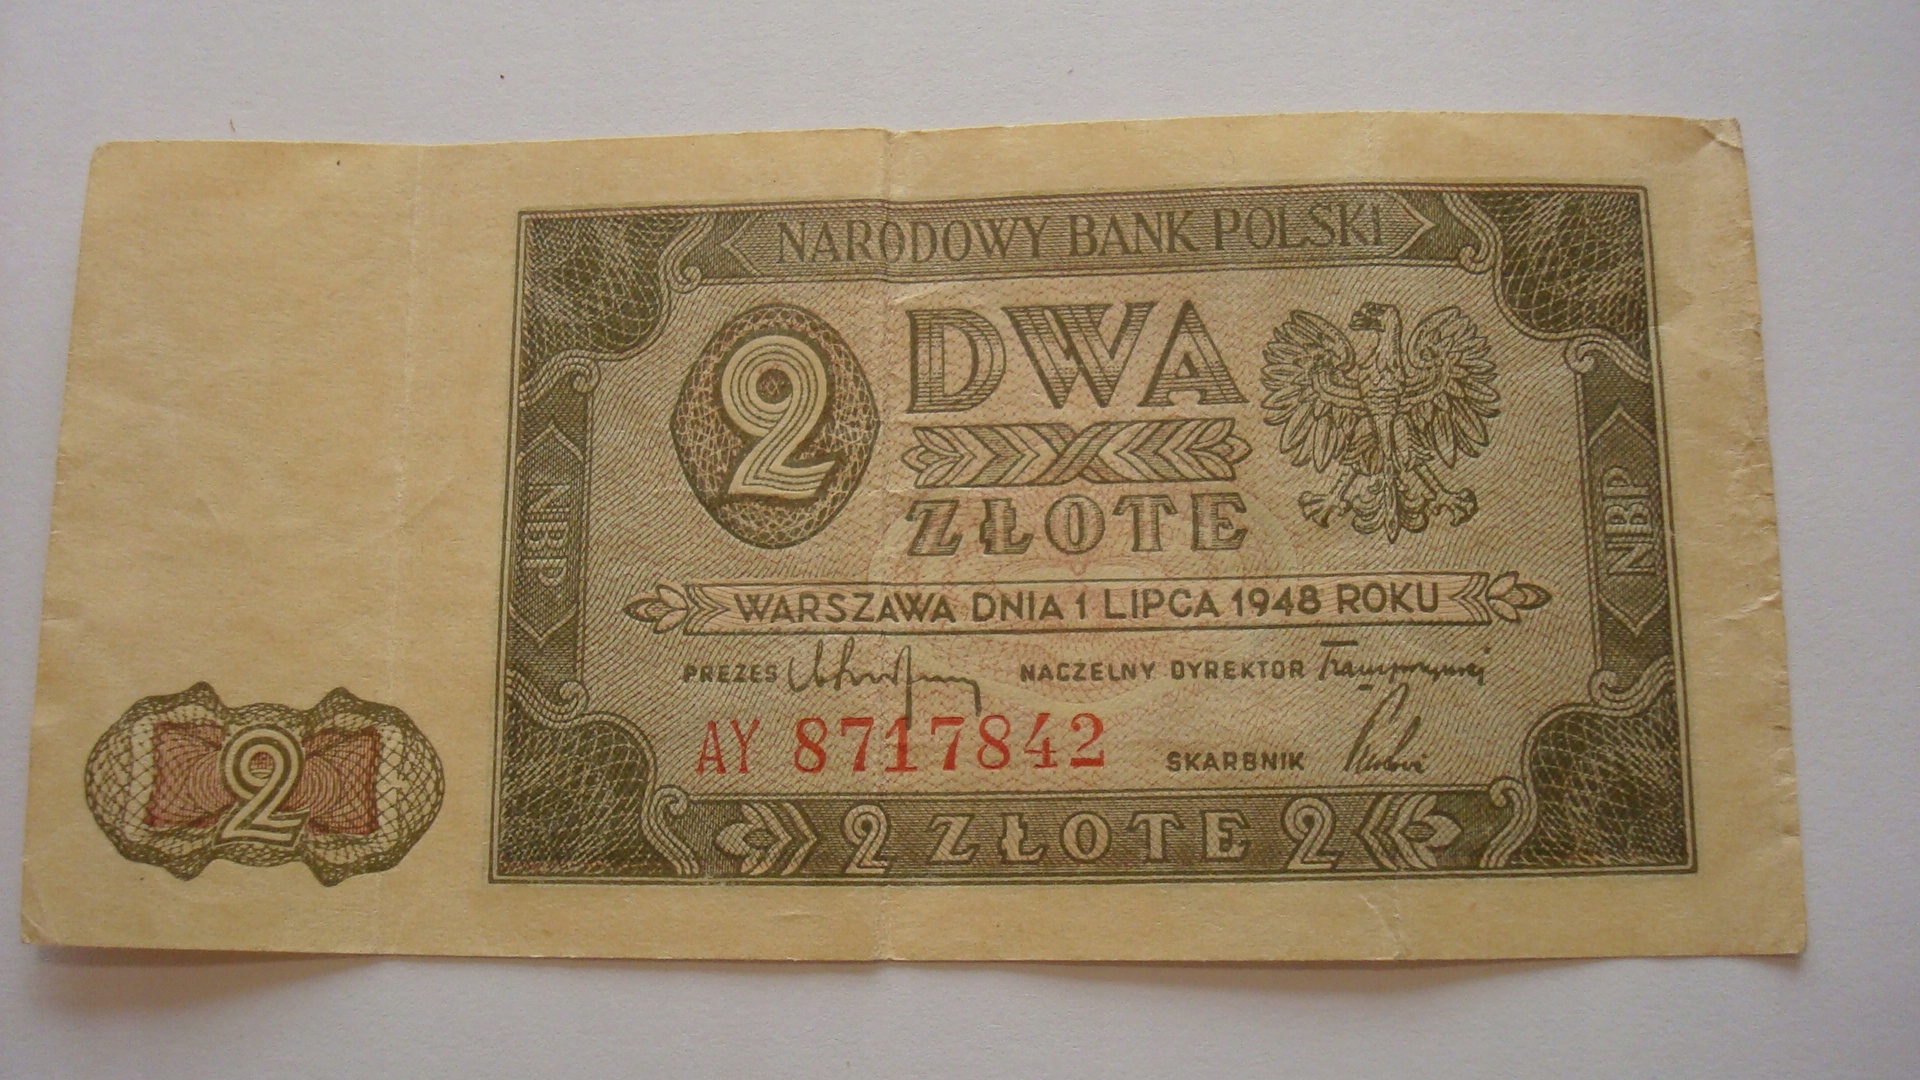 NARODOWY BANK POLSKI
2
DWA
ZŁOTE
NBP
NBP
WARSZAWA DNIA 1 LIPCA 1948 ROKU
PREZES NACZELNY DYREKTOR
AY 8717842
SKARBNIK
2
2 ZŁOTE 2